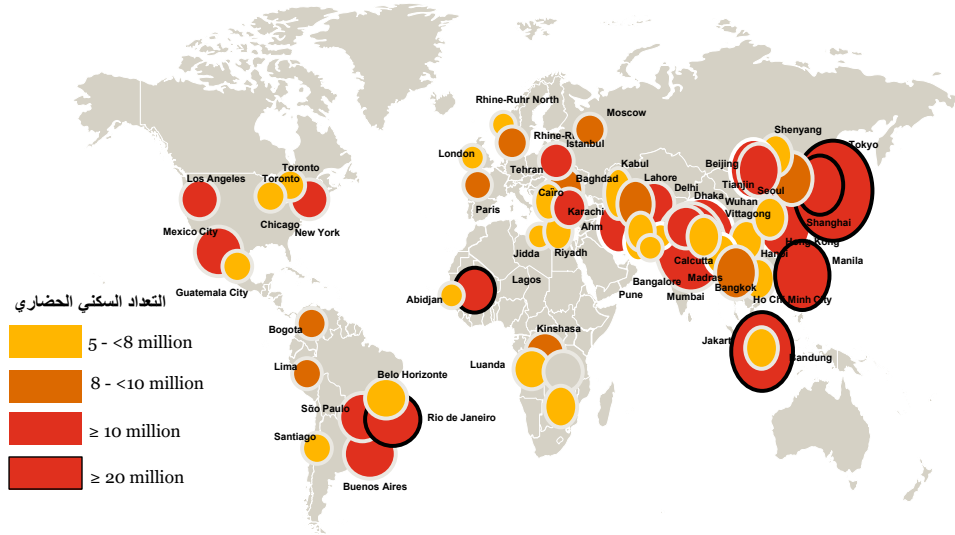 Rhine-Ruhr North
Moscow
Shenyang
Rhine-R
Istanbul
Tokyo
London
Toronto
Tehran
Kabul
Beijing
Los Angeles
Toronto
Baghdad
Lahore
Tianjin
Seoul
Cairo
Delhi
Dhaka
Wuhan
Paris
Karachi
Vittagong
Mexico City
Chicago
New York
Ahm
Shanghai
Hong Kong
Jidda
Riyadh
Calcutta
Hanoi
Manila
Guatemala City
Lagos
Bangalore
Madras
Bangkok
Abidjan
Pune
Mumbai
Ho Chi Minh City
التعداد السكني الحضاري
Bogota
Kinshasa
Jakart
Bandung
5 - <8 million
Lima
Luanda
Belo Horizonte
8 - <10 million
São Paulo
Rio de Janeiro
≥ 10 million
Santiago
≥ 20 million
Buenos Aires